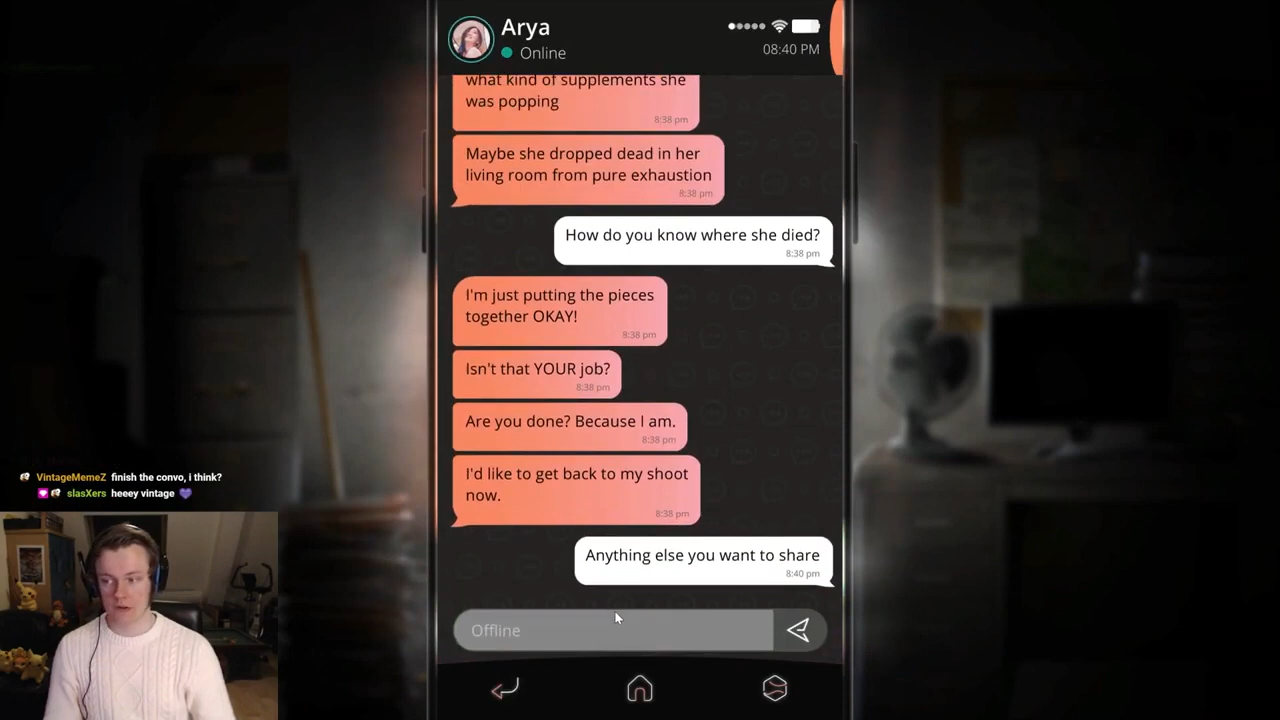 Arya
Online
08:40 PM
what kind of supplements she
was popping
8:38 pm
Maybe she dropped dead in her
living room from pure exhaustion
8:38 pm
How do you know where she died?
8:38 pm
I'm just putting the pieces
together OKAY!
8:38 pm
Isn't that YOUR job?
8:38 pm
Are you done? Because I am.
8:38 pm
I'd like to get back to my shoot
now.
8:38 pm
Anything else you want to share
8:40 pm
Offline
VintageMemeZ finish the convo, i think?
slasXers heeey vintage